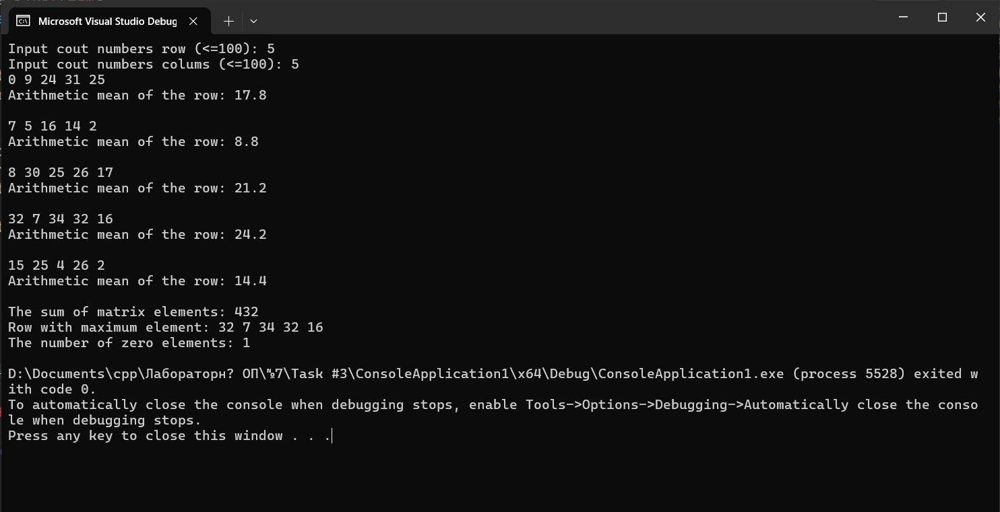 Microsoft Visual Studio Debug
Input cout numbers row (<=100): 5
Input cout numbers colums (<=100): 5
0 9 24 31 25
Arithmetic mean of the row: 17.8
7 5 16 14 2
Arithmetic mean of the row: 8.8
8 30 25 26 17
Arithmetic mean of the row: 21.2
32 7 34 32 16
Arithmetic mean of the row: 24.2
15 25 4 26 2
Arithmetic mean of the row: 14.4
The sum of matrix elements: 432
Row with maximum element: 32 7 34 32 16
The number of zero elements: 1
D:\Documents\cpp\Лабораторн? ОП\№7\Task #3\ConsoleApplication1\x64\Debug\ConsoleApplication1.exe (process 5528) exited w
ith code 0.
To automatically close the console when debugging stops, enable Tools->Options->Debugging->Automatically close the conso
le when debugging stops.
Press any key to close this window . . .